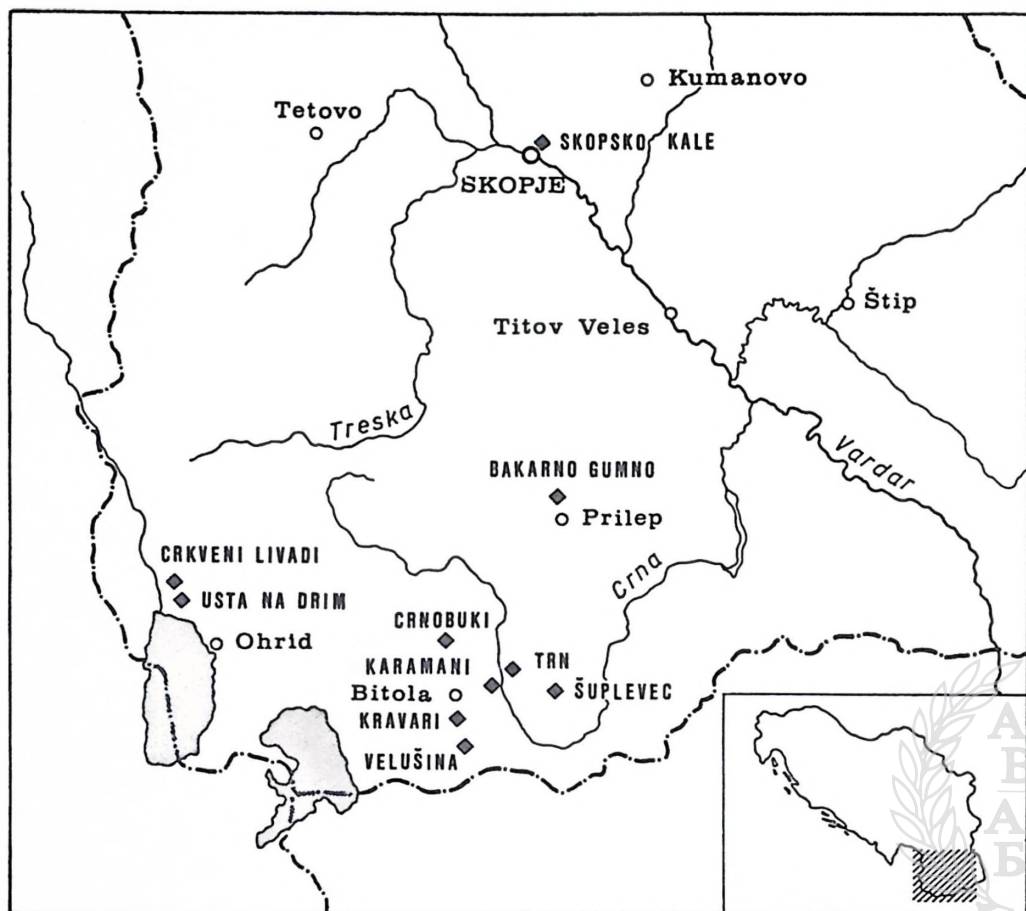 Kumanovo
Tetovo
SKOPSKO KALE
SKOPJE
Štip
Titov Veles
Treska
Vardar
BAKARNO GUMNO
Prilep
CRKVENI LIVADI
Crna
USTA NA DRIM
CRNOBUKI
Ohrid
TRN
KARAMANI
Bitola
ŠUPLEVEC
KRAVARI
VELUŠINA
А
В
А
Б